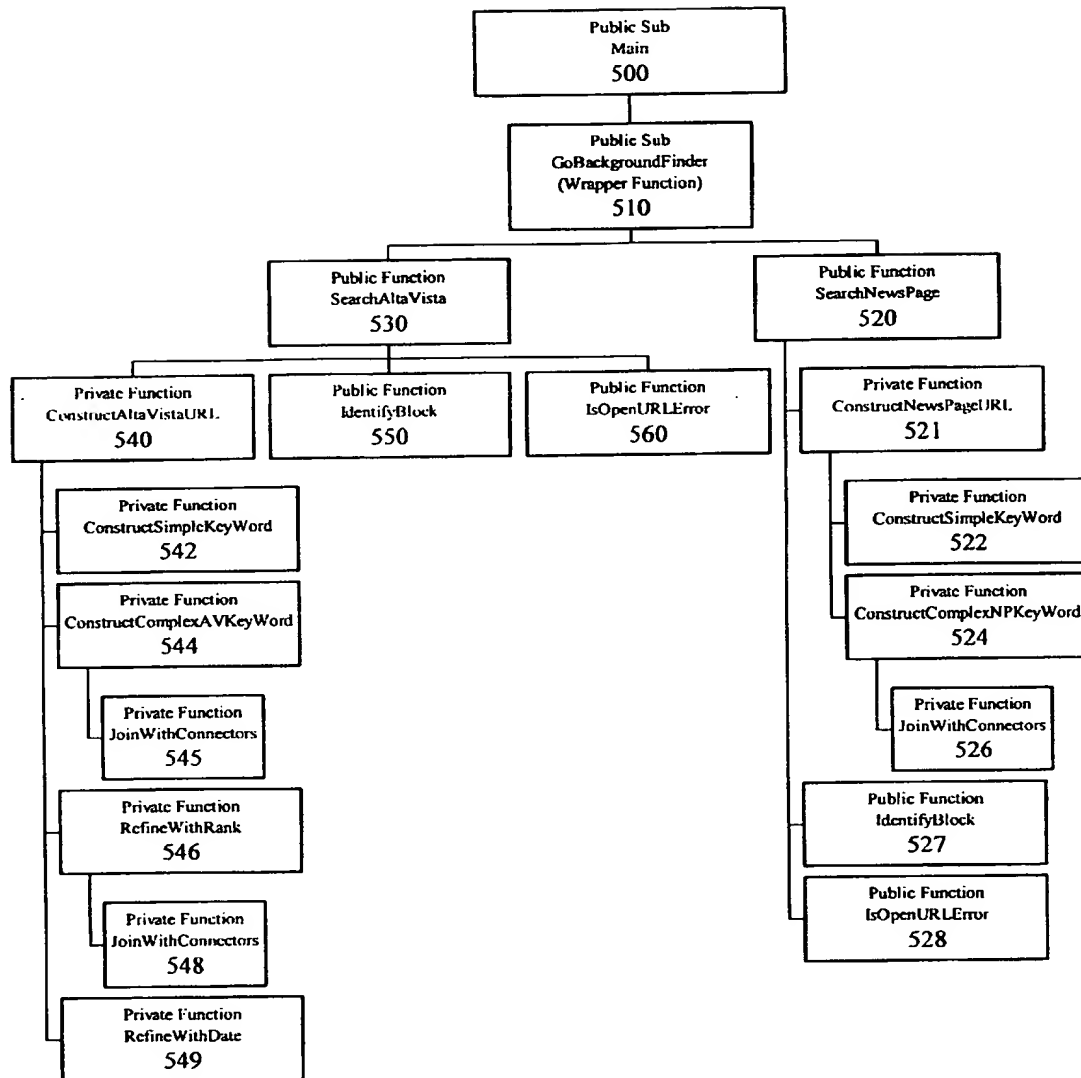 Public Sub
Main
500
Public Sub
GoBackgroundFinder
(Wrapper Function)
510
Public Function
SearchAltaVista
530
Public Function
SearchNewsPage
520
Private Function
ConstructAltaVistaURL
540
Public Function
IdentifyBlock
550
Public Function
IsOpenURLError
560
Private Function
ConstructNewsPageURL
521
Private Function
ConstructSimpleKeyWord
542
Private Function
ConstructSimpleKeyWord
522
Private Function
ConstructComplexAVKeyWord
544
Private Function
ConstructComplexNPKeyWord
524
Private Function
JoinWithConnectors
545
Private Function
JoinWithConnectors
526
Private Function
RefineWithRank
546
Public Function
IdentifyBlock
527
Private Function
JoinWithConnectors
548
Public Function
IsOpenURLError
528
Private Function
RefineWithDate
549